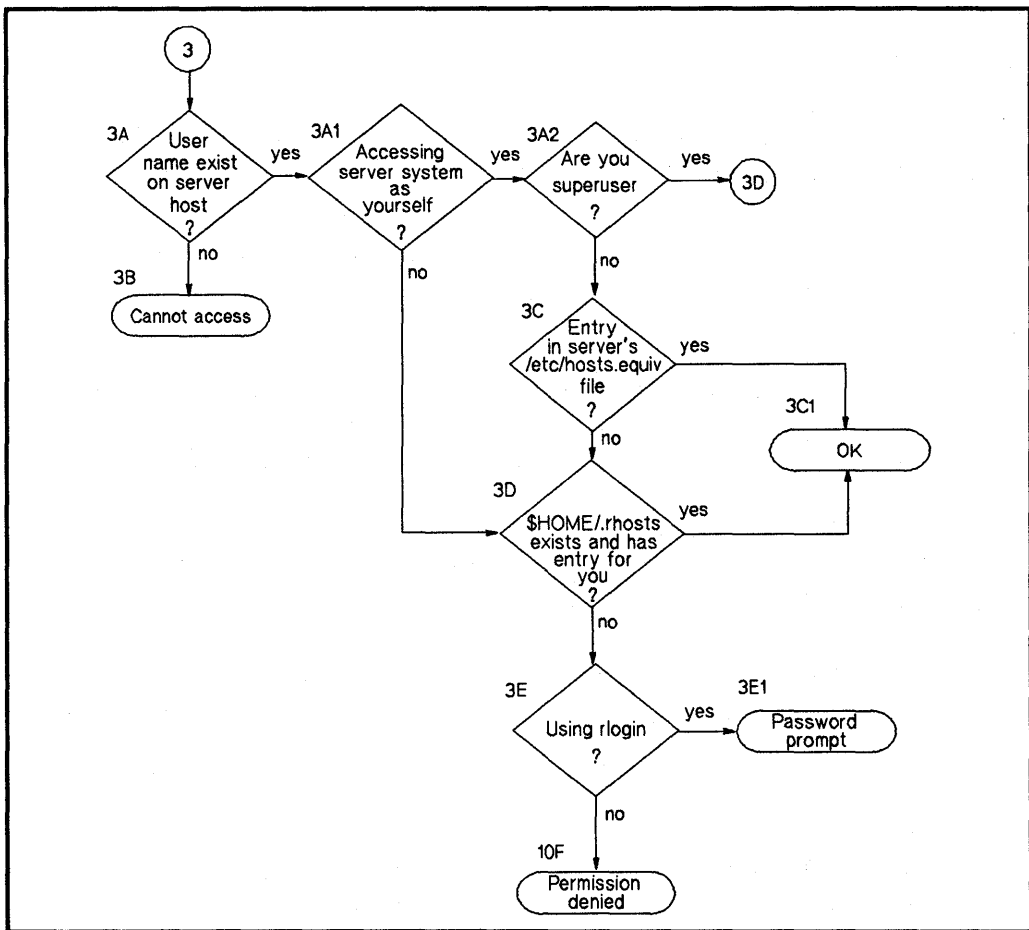 3
3A
User
name exist
on server
host
?
yes
no
3B
Cannot access
3A1
Accessing
server system
as
yourself
?
yes
no
3A2
Are you
superuser
?
yes
3D
no
3C
Entry
in server's
/etc/hosts.equiv
file
?
yes
no
3C1
OK
3D
$HOME/.rhosts
exists and has
entry for
you
?
yes
no
3E
Using rlogin
?
yes
3E1
Password
prompt
no
10F
Permission
denied